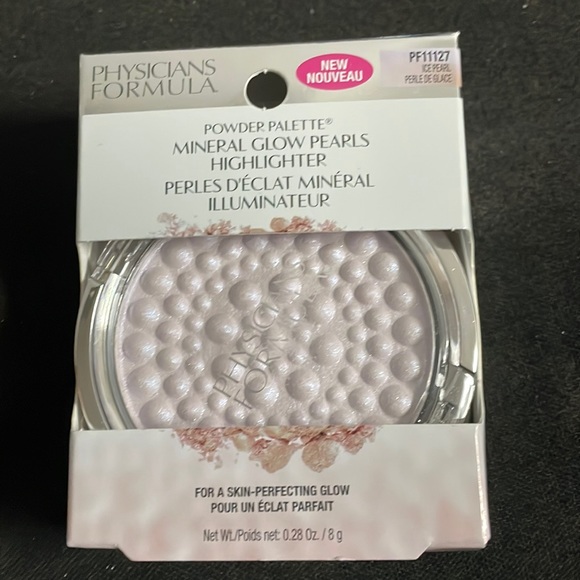 PHYSICIANS
FORMULA
NEW
NOUVEAU
PF11127
ICE PEARL
PERLE DE GLACE
POWDER PALETTE®
MINERAL GLOW PEARLS
HIGHLIGHTER
PERLES D'ÉCLAT MINÉRAL
ILLUMINATEUR
PHYSICIANS
FORMULA
FOR A SKIN-PERFECTING GLOW
POUR UN ÉCLAT PARFAIT
Net Wt./Poids net: 0.28 Oz. / 8 g